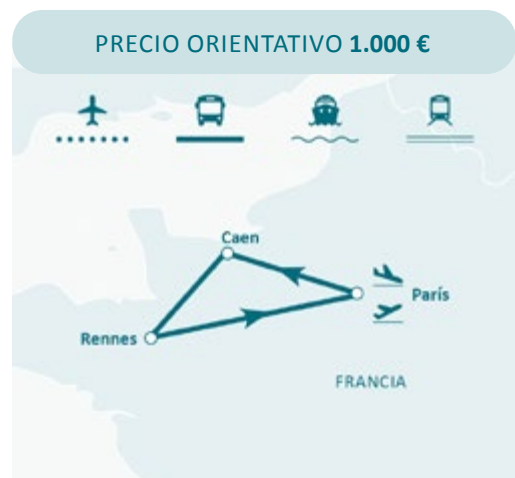 PRECIO ORIENTATIVO 1.000 €
Caen
París
Rennes
FRANCIA